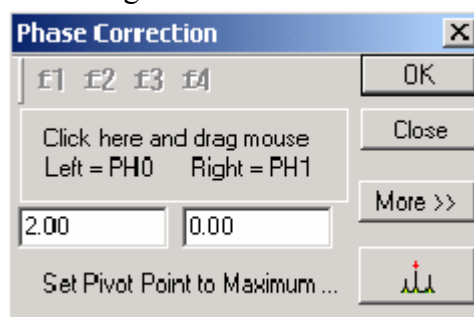 Phase Correction
f1 f2 f3 f4
OK
Click here and drag mouse
Left = PH0 Right = PH1
Close
More >>
2.00 0.00
Set Pivot Point to Maximum ...